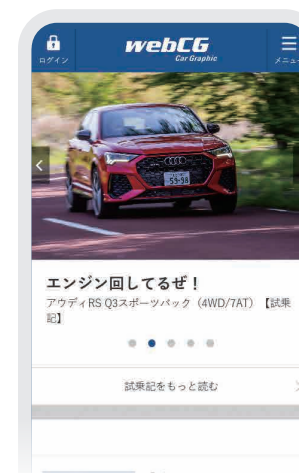 ログイン
webCG
Car Graphic
メニュー
59-98
エンジン回してるぜ！
アウディRS Q3スポーツバック（4WD/7AT）【試乗
記】
試乗記をもっと読む